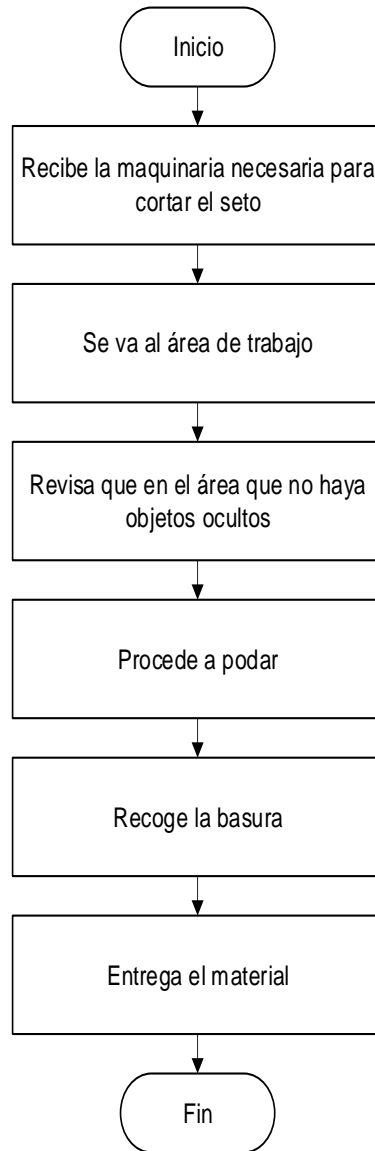 Inicio
Recibe la maquinaria necesaria para
cortar el seto
Se va al área de trabajo
Revisa que en el área que no haya
objetos ocultos
Procede a podar
Recoge la basura
Entrega el material
Fin